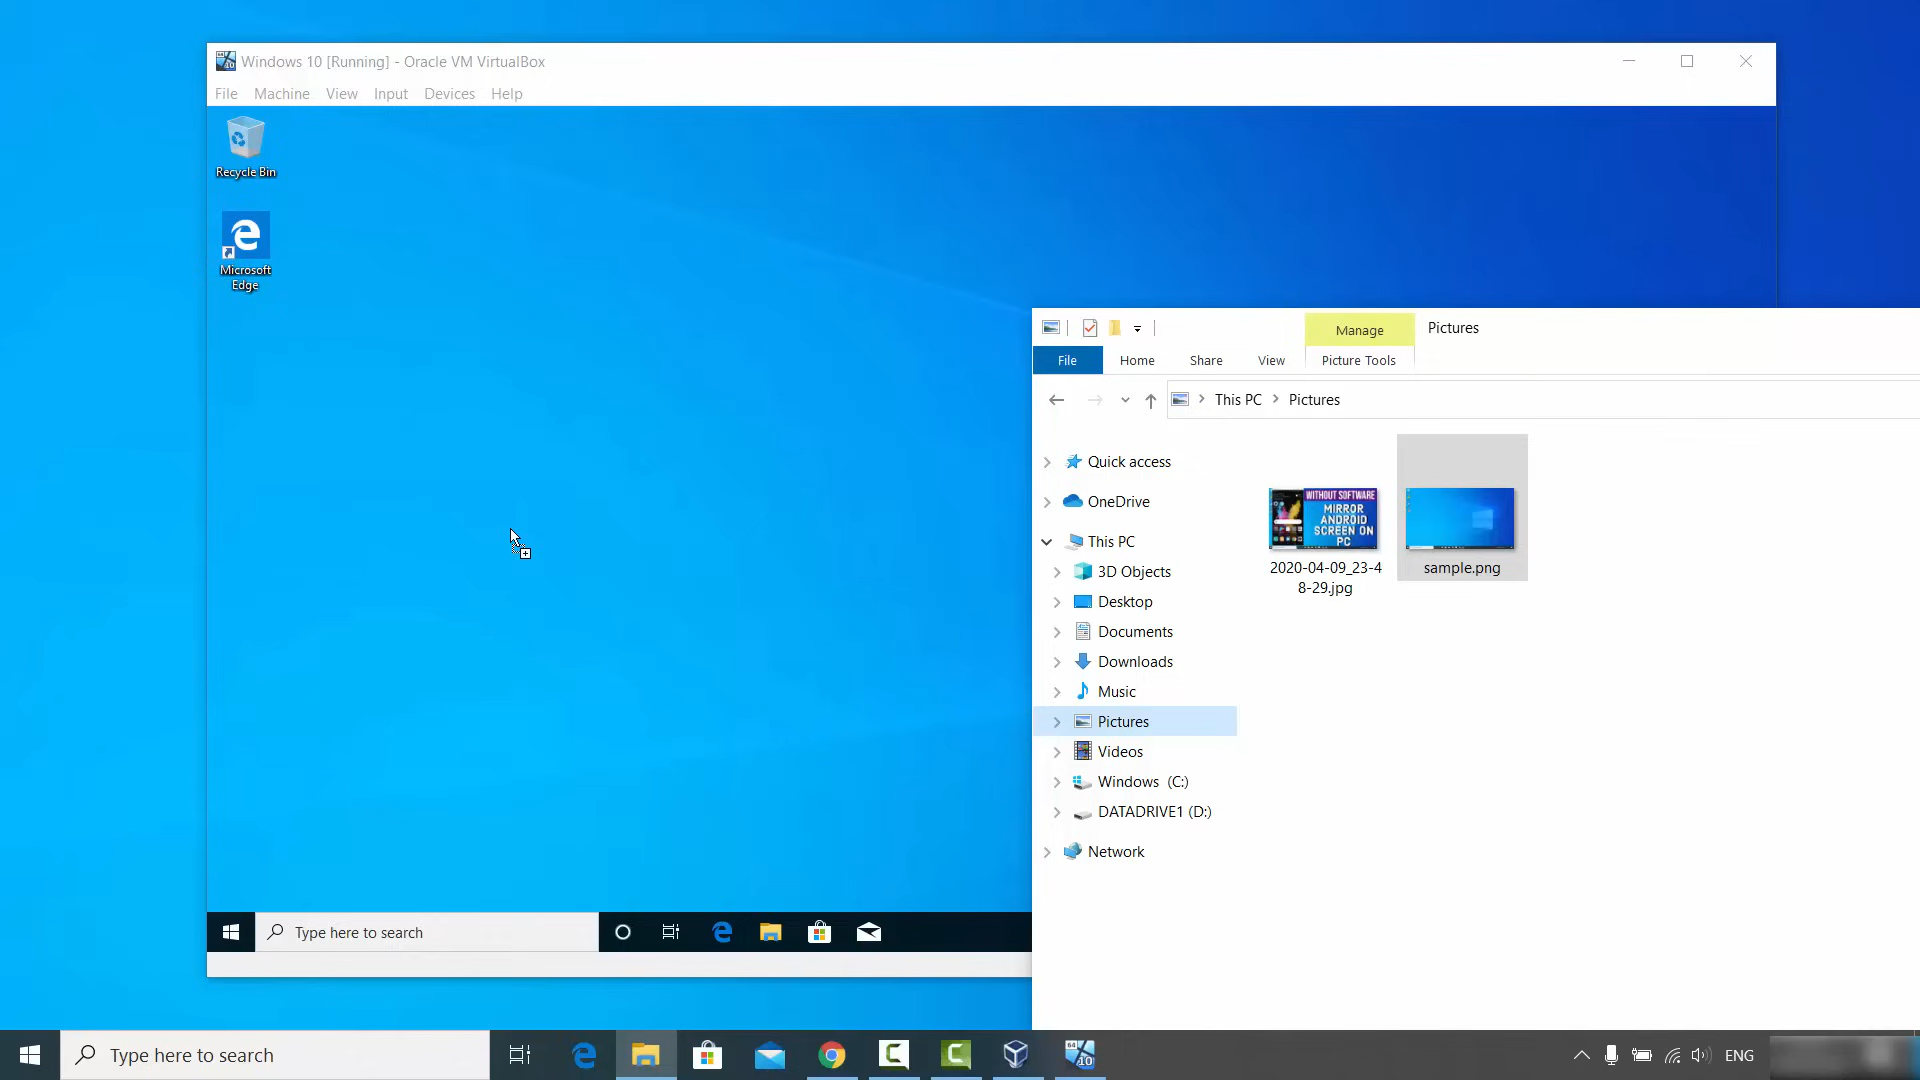 Windows 10 [Running] - Oracle VM VirtualBox
File Machine View Input Devices Help
Recycle Bin
Microsoft
Edge
Manage
Pictures
File Home Share View Picture Tools
This PC Pictures
Quick access
OneDrive
This PC
3D Objects
Desktop
Documents
Downloads
Music
Pictures
Videos
Windows (C:)
DATADRIVE1 (D:)
Network
WITHOUT SOFTWARE
MIRROR
ANDROID
SCREEN ON
PC
2020-04-09_23-4
8-29.jpg
sample.png
Type here to search
Type here to search
64
10
ENG